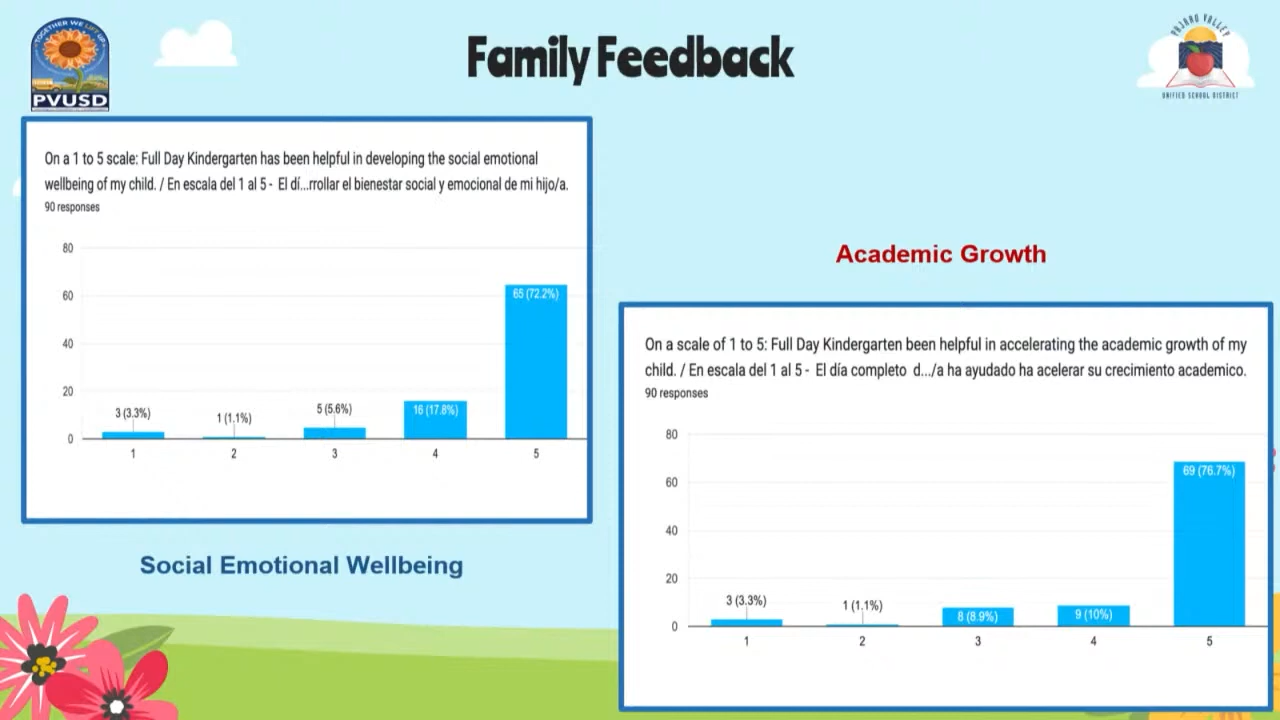 TOGETHER WE LIFT UP
PVUSD
Family Feedback
PAJARO VALLEY
UNIFIED SCHOOL DISTRICT
On a 1 to 5 scale: Full Day Kindergarten has been helpful in developing the social emotional
wellbeing of my child. / En escala del 1 al 5 - El dí...rrollar el bienestar social y emocional de mi hijo/a.
90 responses
80
60
40
20
0
3 (3.3%)
1 (1.1%)
5 (5.6%)
16 (17.8%)
65 (72.2%)
1
2
3
4
5
Social Emotional Wellbeing
Academic Growth
On a scale of 1 to 5: Full Day Kindergarten been helpful in accelerating the academic growth of my
child. / En escala del 1 al 5 - El día completo d.../a ha ayudado ha acelerar su crecimiento academico.
90 responses
80
60
40
20
0
3 (3.3%)
1 (1.1%)
8 (8.9%)
9 (10%)
69 (76.7%)
1
2
3
4
5